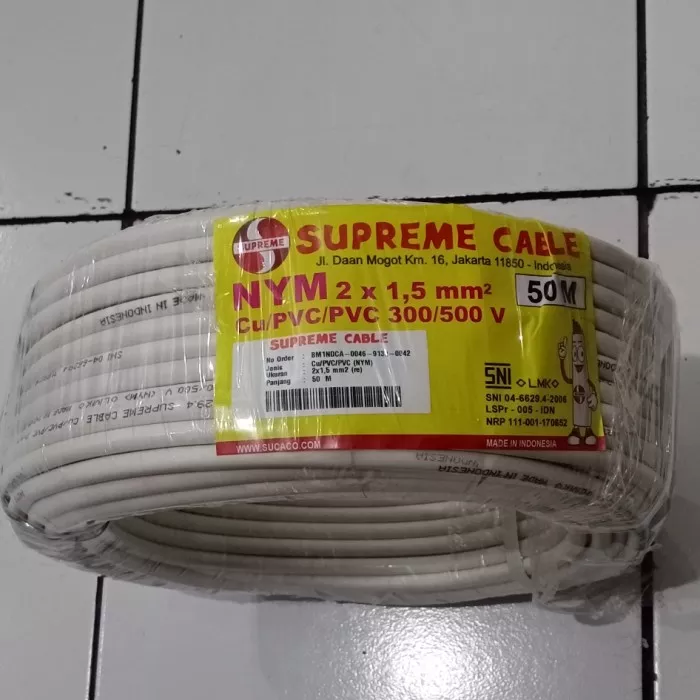 SUPREME
SUPREME CABLE
Jl. Daan Mogot Km. 16, Jakarta 11850 - Indonesia
NYM 2 x 1,5 mm²
50 M
Cu/PVC/PVC 300/500 V
SUPREME CABLE
No Order :
Jenis : Cu/PVC/PVC (NYM)
Ukuran : 2x1,5 mm2 (m)
Panjang : 50 M
SNI
LMK
SNI 04-6629.4-2006
LSPr - 005 - IDN
NRP 111-001-170652
WWW.SUCACO.COM
MADE IN INDONESIA
MADE IN INDONESIA
SUPREME CABLE
MADE IN INDONESIA